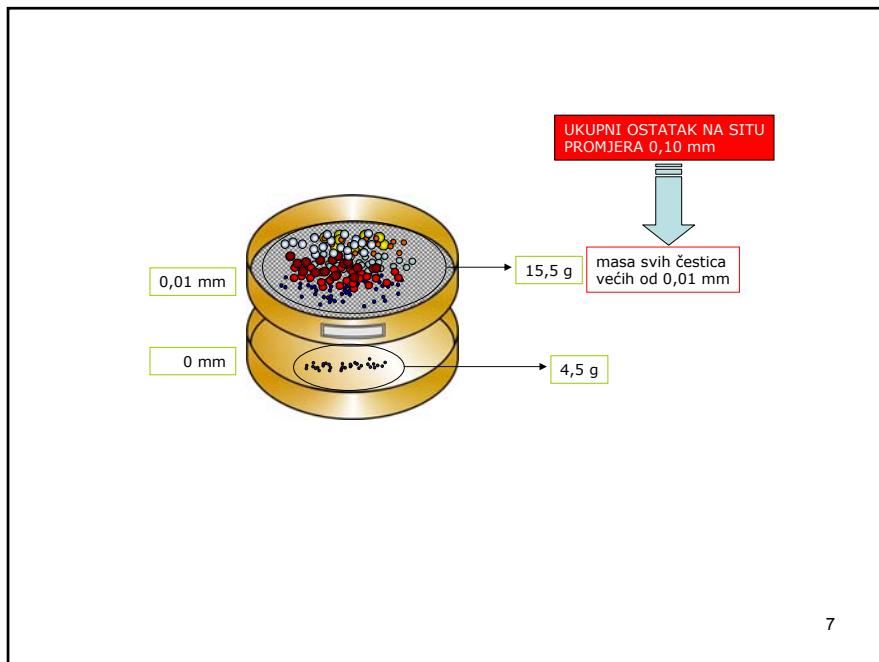 UKUPNI OSTATAK NA SITU
PROMJERA 0,10 mm
0,01 mm
15,5 g
masa svih čestica
većih od 0,01 mm
0 mm
4,5 g
7